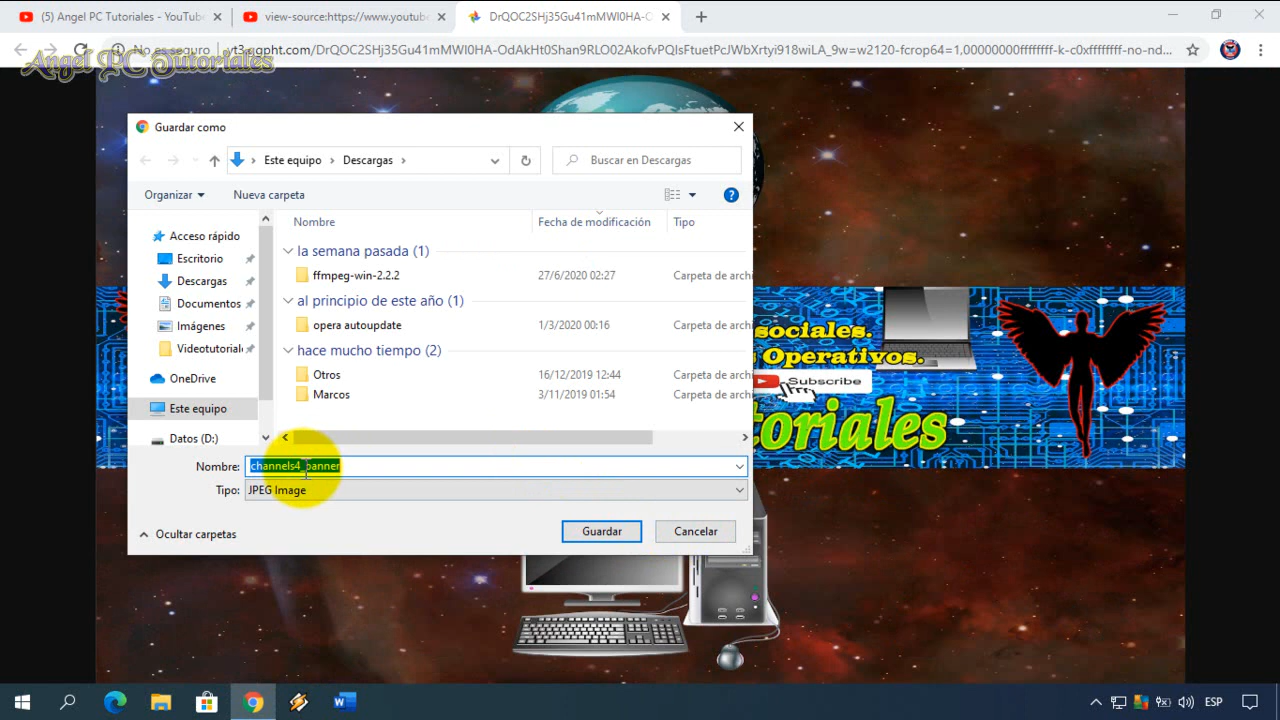 (5) Angel PC Tutoriales - YouTube
view-source:https://www.youtube
DrQOC2SHj35Gu41mMWI0HA-O
No es seguro
yt3.ggpht.com/DrQOC2SHj35Gu41mMWI0HA-OdAkHt0Shan9RLO02AkofvPQIsFtuetPcJWbXrtyi918wiLA_9w=w2120-fcrop64=1,00000000ffffffff-k-c0xffffffff-no-nd...
Angel PC Tutoriales
Guardar como
Este equipo
Descargas
Buscar en Descargas
Organizar
Nueva carpeta
Nombre
Fecha de modificación
Tipo
Acceso rápido
Escritorio
Descargas
Documentos
Imágenes
Videotutorial
OneDrive
Este equipo
Datos (D:)
la semana pasada (1)
ffmpeg-win-2.2.2
27/6/2020 02:27
Carpeta de archi
al principio de este año (1)
opera autoupdate
1/3/2020 00:16
Carpeta de archi
hace mucho tiempo (2)
Otros
16/12/2019 12:44
Carpeta de archi
Marcos
3/11/2019 01:54
Carpeta de archi
Nombre:
channels4_banner
Tipo:
JPEG Image
Ocultar carpetas
Guardar
Cancelar
sociales.
Operativos.
Subscribe
toriales
ESP